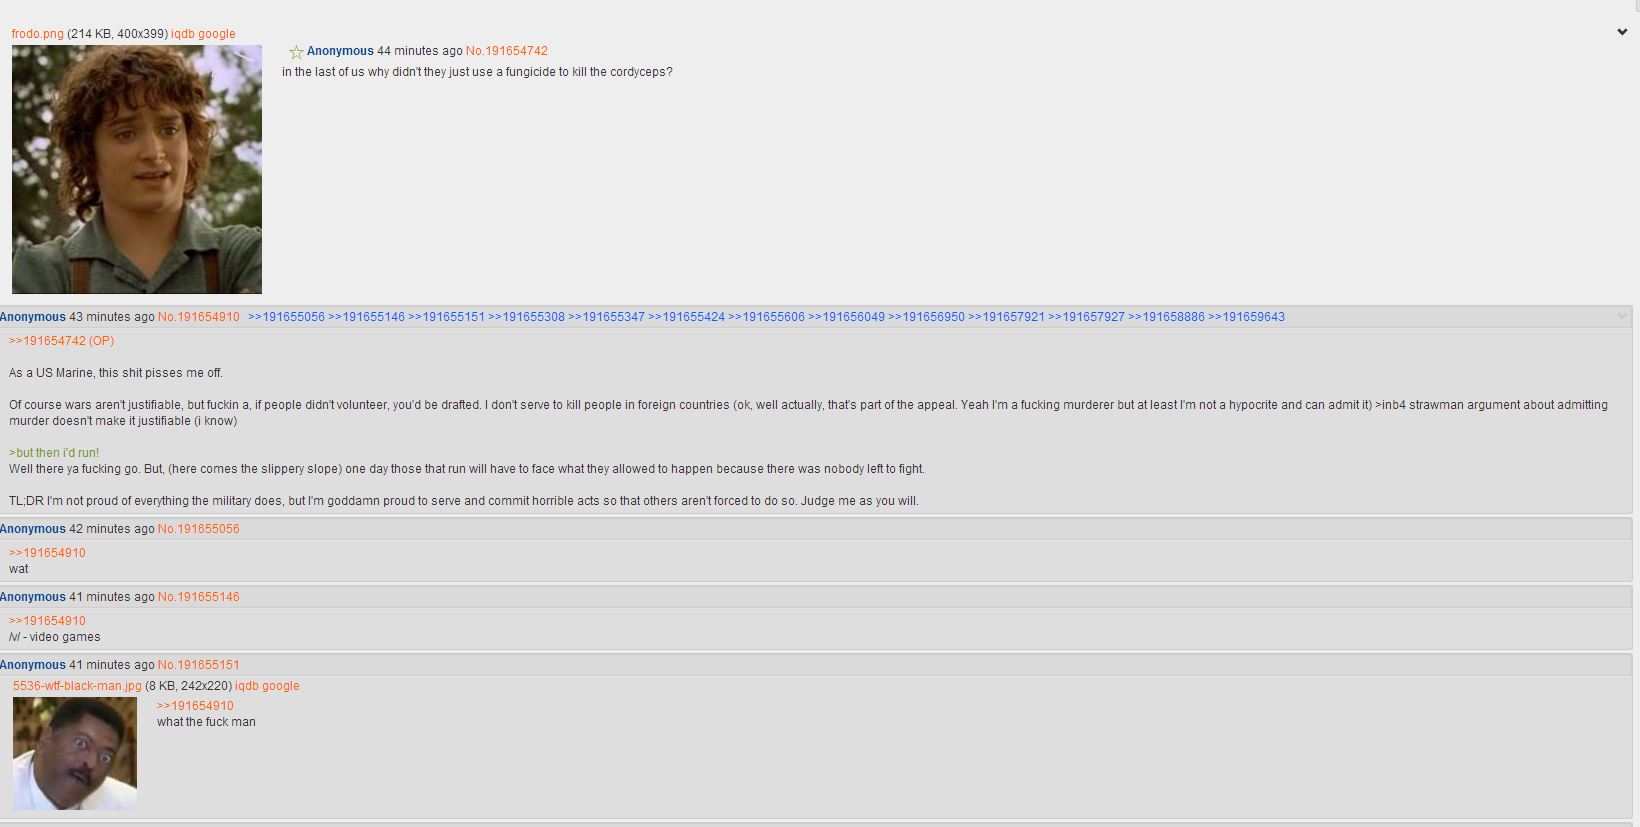 frodo.png (214 KB, 400x399) iqdb google
Anonymous 44 minutes ago No.191654742
in the last of us why didn't they just use a fungicide to kill the cordyceps?
Anonymous 43 minutes ago No.191654910 >>191655056 >>191655146 >>191655151 >>191655308 >>191655347 >>191655424 >>191655606 >>191656049 >>191656950 >>191657921 >>191657927 >>191658886 >>191659643
>>191654742 (OP)
As a US Marine, this shit pisses me off.
Of course wars aren't justifiable, but fuckin a, if people didn't volunteer, you'd be drafted. I don't serve to kill people in foreign countries (ok, well actually, that's part of the appeal. Yeah I'm a fucking murderer but at least I'm not a hypocrite and can admit it) >inb4 strawman argument about admitting
murder doesn't make it justifiable (i know)
>but then i'd run!
Well there ya fucking go. But, (here comes the slippery slope) one day those that run will have to face what they allowed to happen because there was nobody left to fight.
TL;DR I'm not proud of everything the military does, but I'm goddamn proud to serve and commit horrible acts so that others aren't forced to do so. Judge me as you will.
Anonymous 42 minutes ago No.191655056
>>191654910
wat
Anonymous 41 minutes ago No.191655146
>>191654910
/v/ - video games
Anonymous 41 minutes ago No.191655151
5536-wtf-black-man.jpg (8 KB, 242x220) iqdb google
>>191654910
what the fuck man